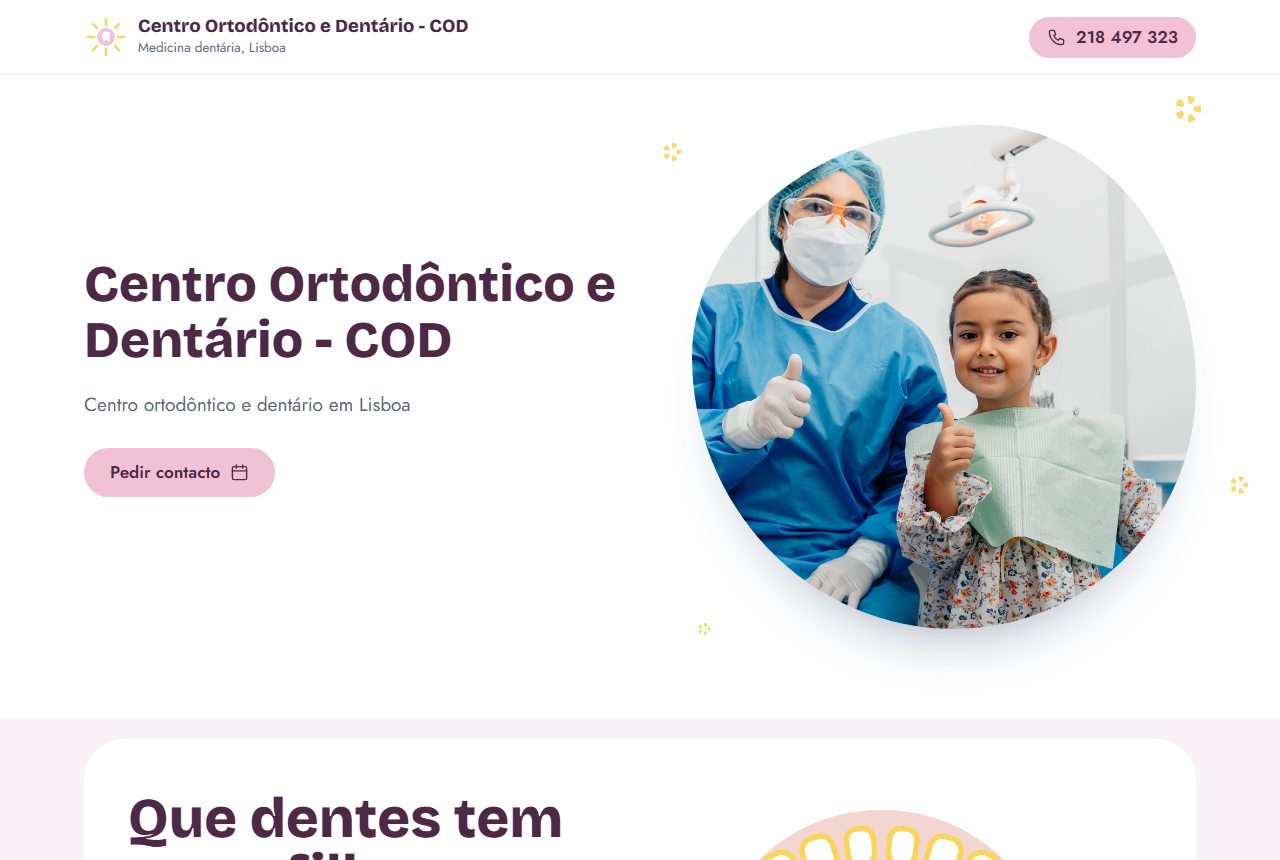 Centro Ortodôntico e Dentário - COD
Medicina dentária, Lisboa
218 497 323
Centro Ortodôntico e
Dentário - COD
Centro ortodôntico e dentário em Lisboa
Pedir contacto
Que dentes tem